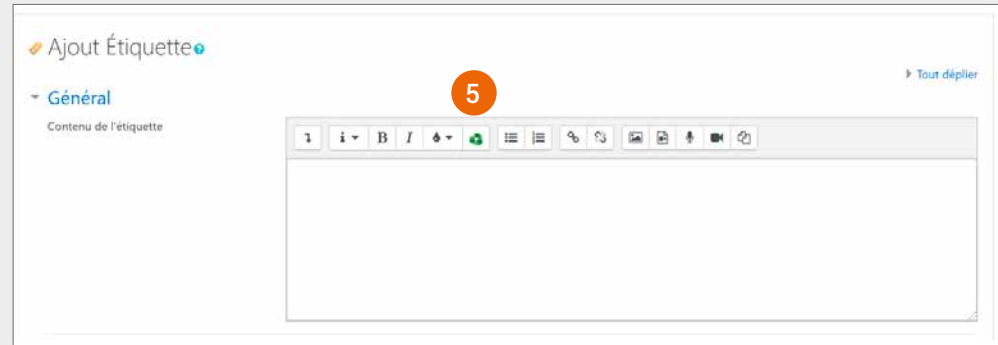 Ajout Étiquette
Tout déplier
Général
5
Contenu de l'étiquette
i B I